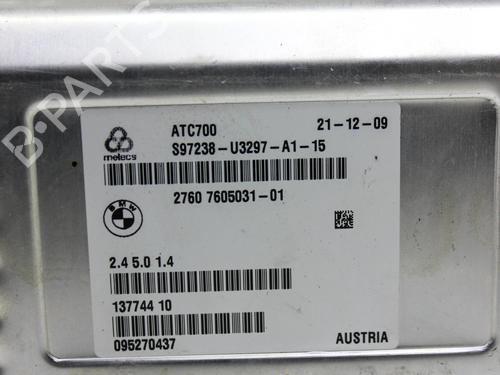 B-PARTS
ATC700 21-12-09
melecs S97238-U3297-A1-15
2760 7605031-01
BMW
2.4 5.0 1.4
137744 10
095270437 AUSTRIA